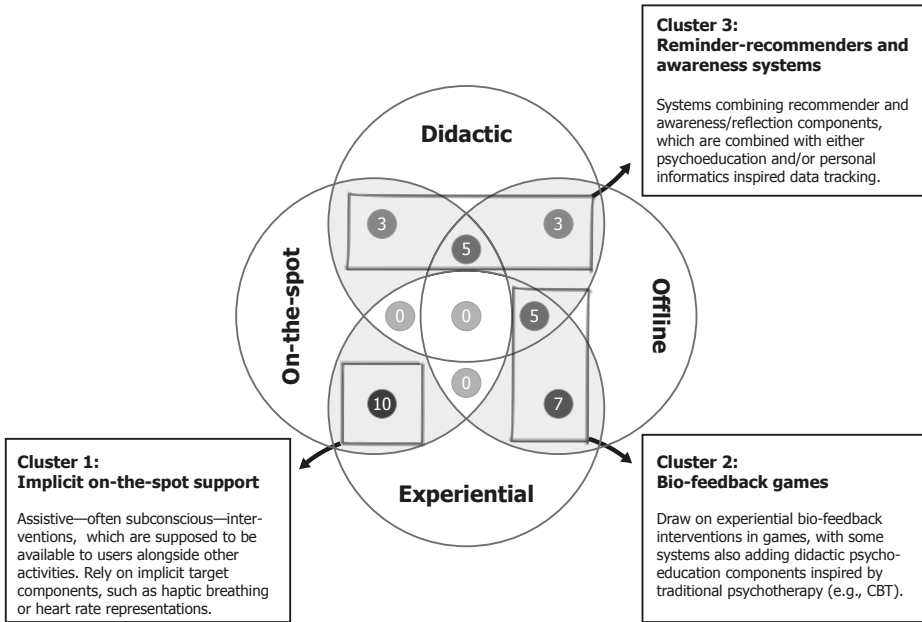 Cluster 3:
Reminder-recommenders and
awareness systems
Systems combining recommender and
awareness/reflection components,
which are combined with either
psychoeducation and/or personal
informatics inspired data tracking.
Didactic
3
3
5
On-the-spot
Offline
0
0
5
0
10
7
Experiential
Cluster 1:
Implicit on-the-spot support
Assistive—often subconscious—inter-
ventions, which are supposed to be
available to users alongside other
activities. Rely on implicit target
components, such as haptic breathing
or heart rate representations.
Cluster 2:
Bio-feedback games
Draw on experiential bio-feedback
interventions in games, with some
systems also adding didactic psycho-
education components inspired by
traditional psychotherapy (e.g., CBT).